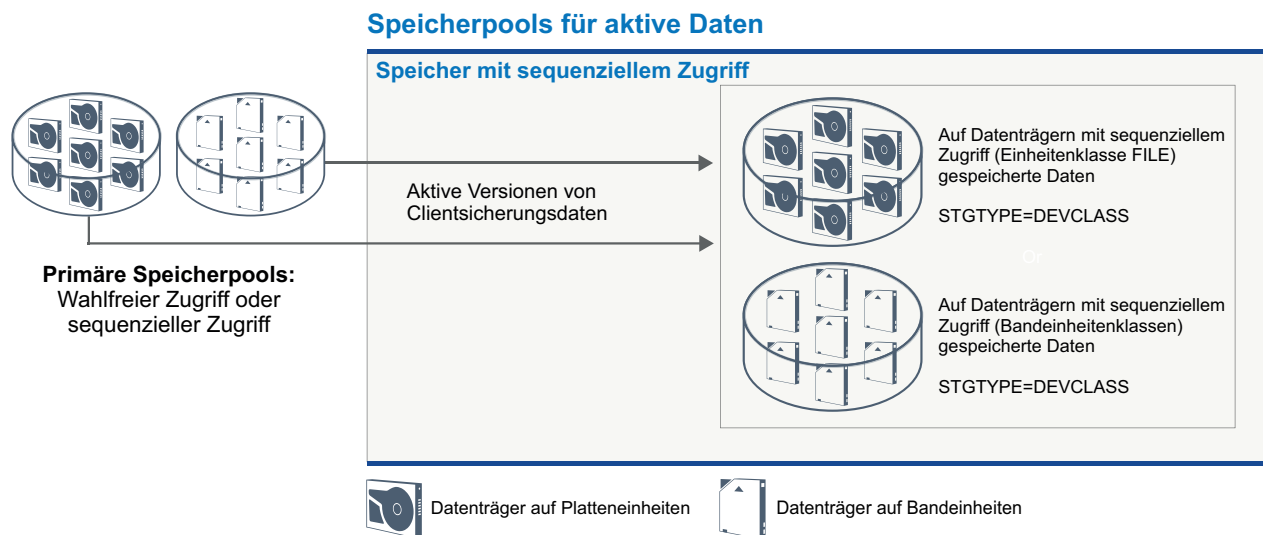 Speicherpools für aktive Daten
Speicher mit sequenziellem Zugriff
Auf Datenträgern mit sequenziellem
Zugriff (Einheitenklasse FILE)
gespeicherte Daten
STGTYPE=DEVCLASS
Or
Auf Datenträgern mit sequenziellem
Zugriff (Bandeinheitenklassen)
gespeicherte Daten
STGTYPE=DEVCLASS
Aktive Versionen von
Clientsicherungsdaten
Primäre Speicherpools:
Wahlfreier Zugriff oder
sequenzieller Zugriff
Datenträger auf Platteneinheiten
Datenträger auf Bandeinheiten